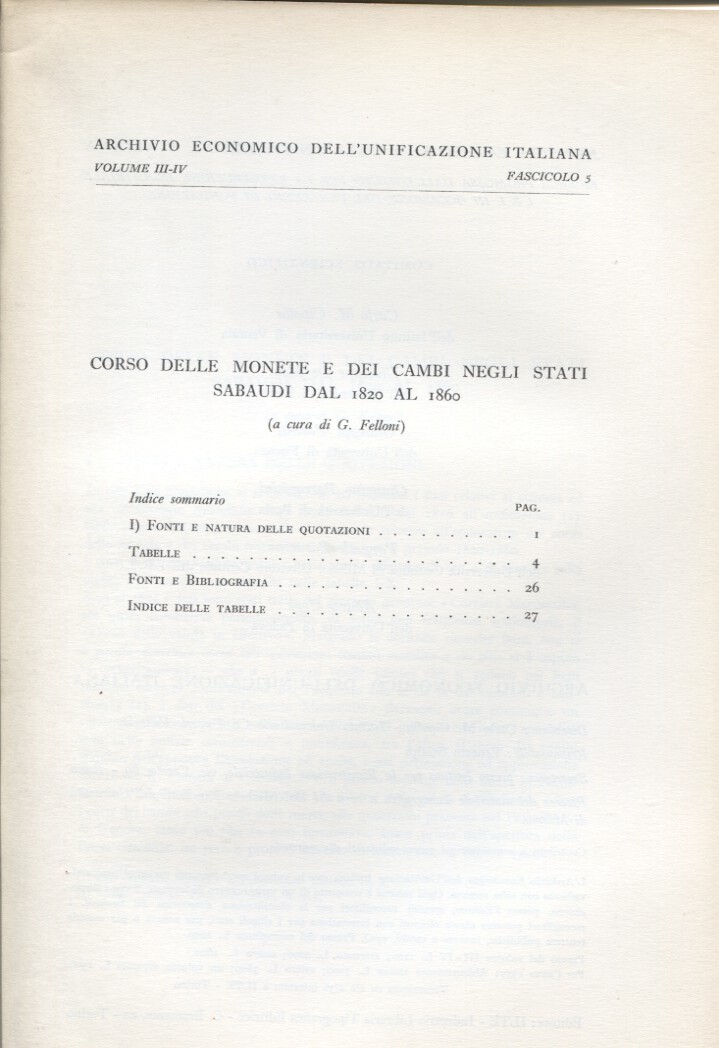 ARCHIVIO ECONOMICO DELL'UNIFICAZIONE ITALIANA
VOLUME III-IV FASCICOLO 5
CORSO DELLE MONETE E DEI CAMBI NEGLI STATI
SABAUDI DAL 1820 AL 1860
(a cura di G. Felloni)
Indice sommario PAG.
I) FONTI E NATURA DELLE QUOTAZIONI . . . . . . . . . . 1
TABELLE . . . . . . . . . . . . . . . . . . . . . . . 4
FONTI E BIBLIOGRAFIA . . . . . . . . . . . . . . . . . 26
INDICE DELLE TABELLE . . . . . . . . . . . . . . . . . 27